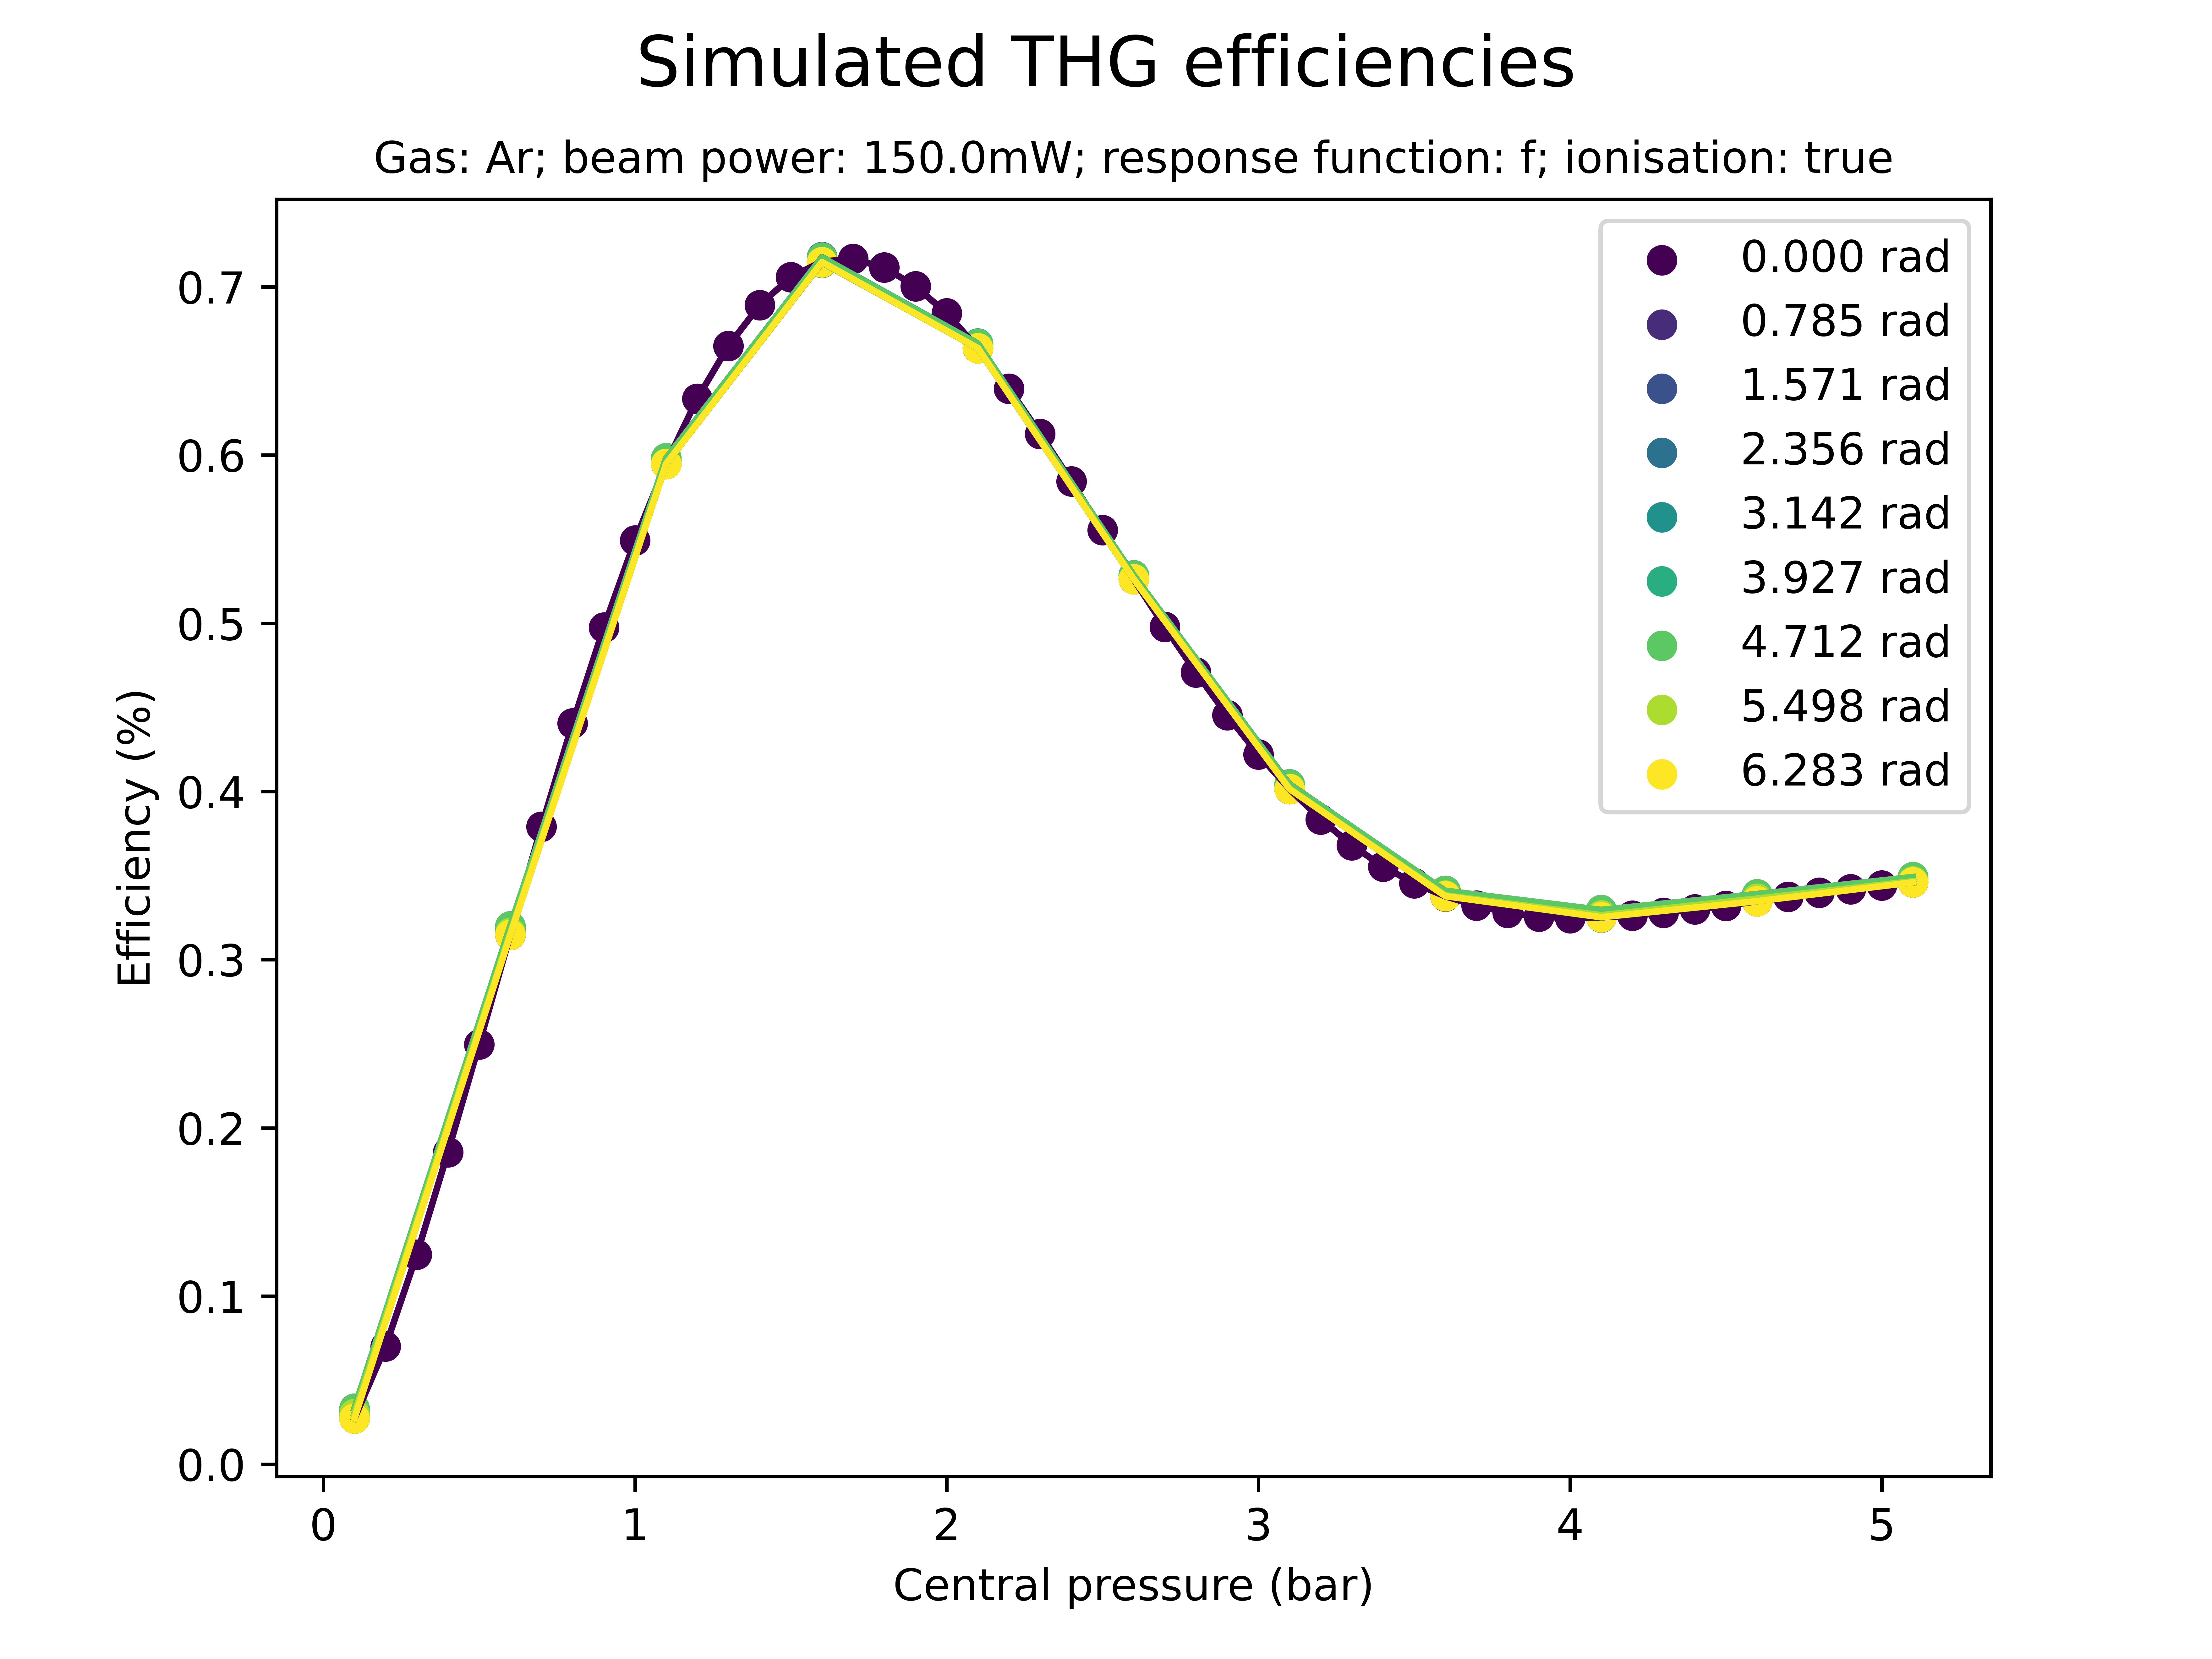 Simulated THG efficiencies
Gas: Ar; beam power: 150.0mW; response function: f; ionisation: true
0.000 rad
0.785 rad
1.571 rad
2.356 rad
3.142 rad
3.927 rad
4.712 rad
5.498 rad
6.283 rad
Efficiency (%)
0.7
0.6
0.5
0.4
0.3
0.2
0.1
0.0
0 1 2 3 4 5
Central pressure (bar)